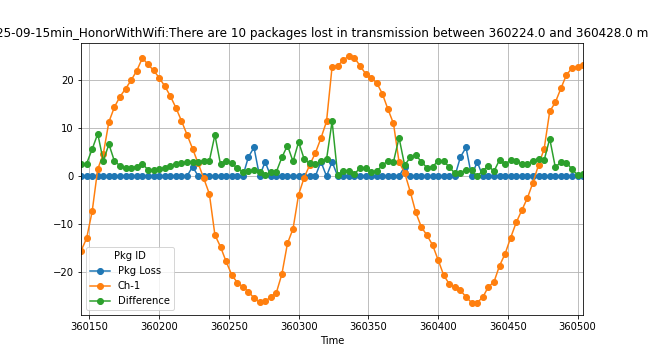 25-09-15min_HonorWithWifi:There are 10 packages lost in transmission between 360224.0 and 360428.0 m
20
10
0
−10
−20
Pkg ID
Pkg Loss
Ch-1
Difference
360150 360200 360250 360300 360350 360400 360450 360500
Time